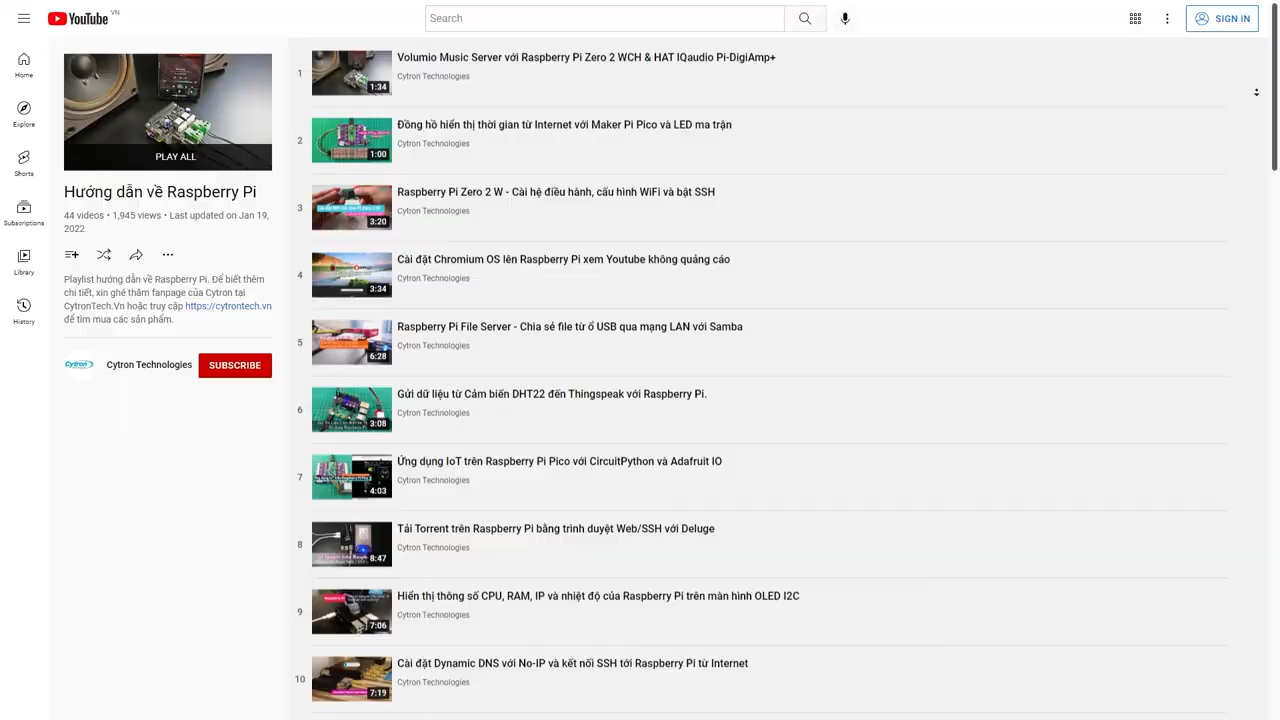 YouTube VN
Search
SIGN IN
Home
Explore
Shorts
Subscriptions
Library
History
PLAY ALL
Hướng dẫn về Raspberry Pi
44 videos • 1,945 views • Last updated on Jan 19,
2022
Playlist hướng dẫn về Raspberry Pi. Để biết thêm
chi tiết, xin ghé thăm fanpage của Cytron tại
CytronTech.Vn hoặc truy cập https://cytrontech.vn
để tìm mua các sản phẩm.
Cytron
Cytron Technologies
SUBSCRIBE
1
1:34
Volumio Music Server với Raspberry Pi Zero 2 WCH & HAT IQaudio Pi-DigiAmp+
Cytron Technologies
2
1:00
Đồng hồ hiển thị thời gian từ Internet với Maker Pi Pico và LED ma trận
Cytron Technologies
3
3:20
Raspberry Pi Zero 2 W - Cài hệ điều hành, cấu hình WiFi và bật SSH
Cytron Technologies
4
3:34
Cài đặt Chromium OS lên Raspberry Pi xem Youtube không quảng cáo
Cytron Technologies
5
6:28
Raspberry Pi File Server - Chia sẻ file từ ổ USB qua mạng LAN với Samba
Cytron Technologies
6
3:08
Gửi dữ liệu từ Cảm biến DHT22 đến Thingspeak với Raspberry Pi.
Cytron Technologies
7
4:03
Ứng dụng IoT trên Raspberry Pi Pico với CircuitPython và Adafruit IO
Cytron Technologies
8
8:47
Tải Torrent trên Raspberry Pi bằng trình duyệt Web/SSH với Deluge
Cytron Technologies
9
7:06
Hiển thị thông số CPU, RAM, IP và nhiệt độ của Raspberry Pi trên màn hình OLED I2C
Cytron Technologies
10
7:19
Cài đặt Dynamic DNS với No-IP và kết nối SSH tới Raspberry Pi từ Internet
Cytron Technologies